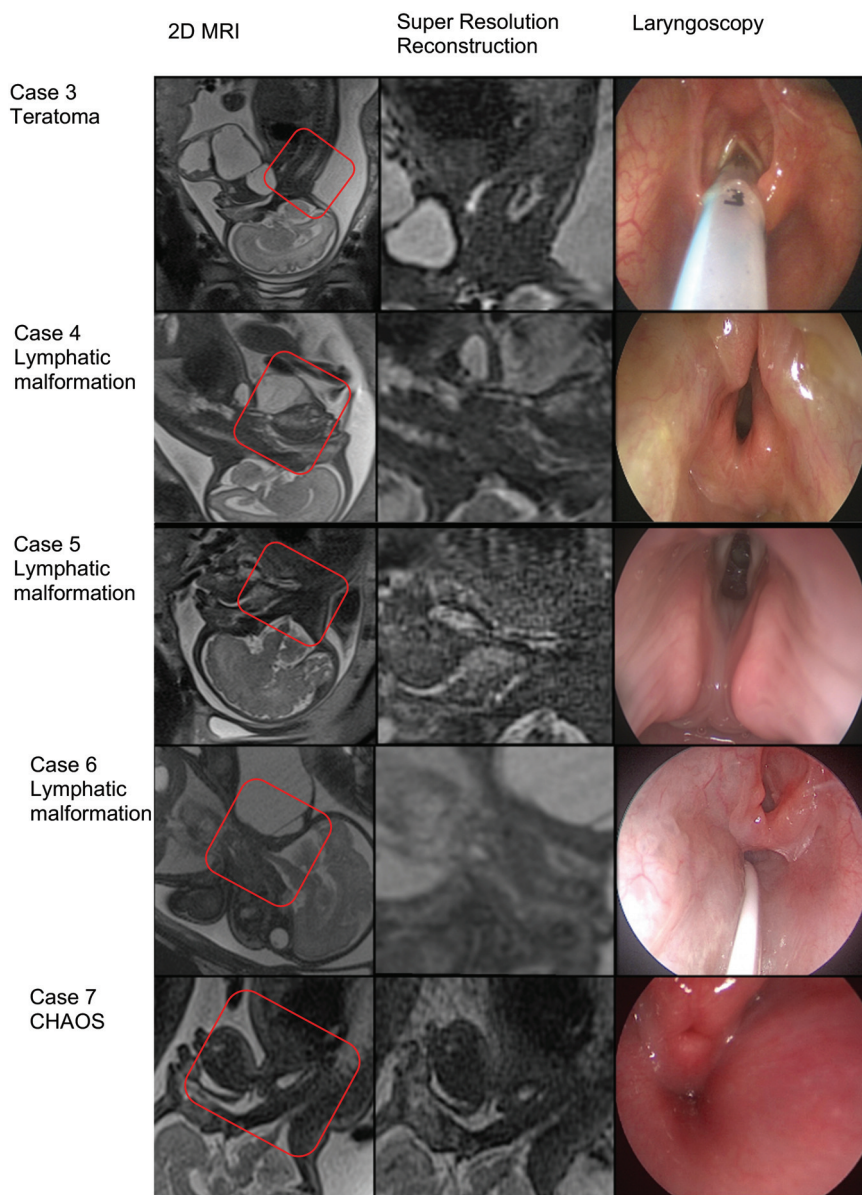 2D MRI
Super Resolution
Reconstruction
Laryngoscopy
Case 3
Teratoma
Case 4
Lymphatic
malformation
Case 5
Lymphatic
malformation
Case 6
Lymphatic
malformation
Case 7
CHAOS